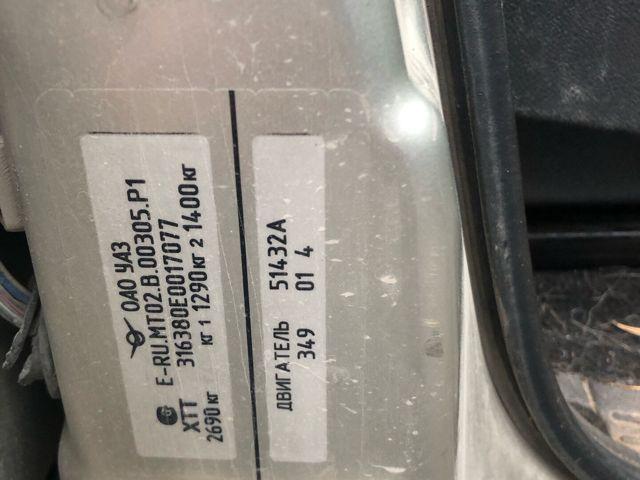 ОАО УАЗ
E-RU.MT02.B.00305.P1
XTT 316380E0017077
2690 кг кг 1 1290 кг 2 1400 кг
ДВИГАТЕЛЬ 51432A
349 01 4